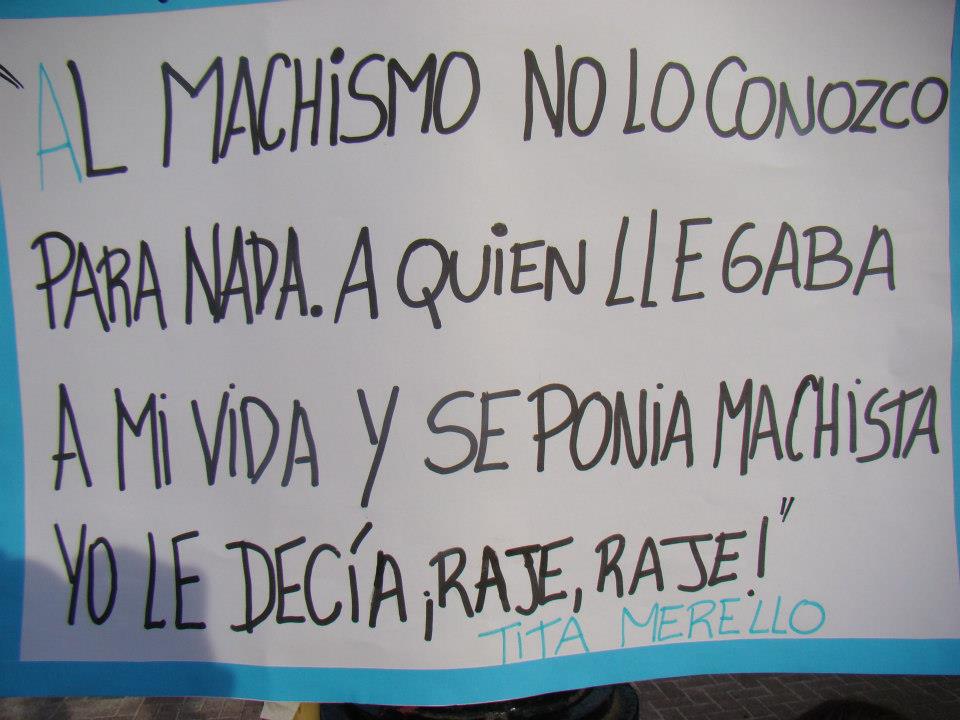 "AL MACHiSMO NO LO CONOZCO
PARA NADA. A QUiEN LLEGABA
A Mi ViDA Y SE PONiA MACHiSTA
YO LE DECÍA ¡RAJE, RAJE!"
TITA MERELLO